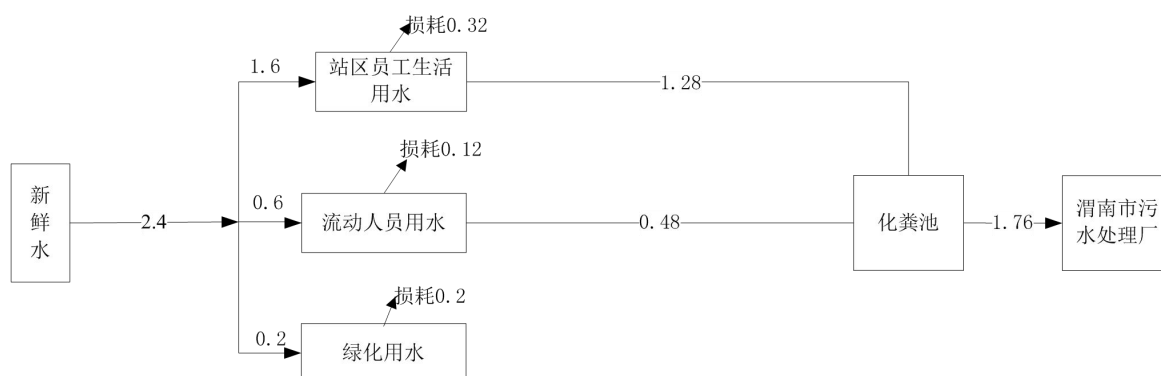 损耗0.32
1.6
站区员工生活
用水
1.28
损耗0.12
新
鲜
水
2.4
0.6
流动人员用水
0.48
化粪池
1.76
渭南市污
水处理厂
损耗0.2
0.2
绿化用水